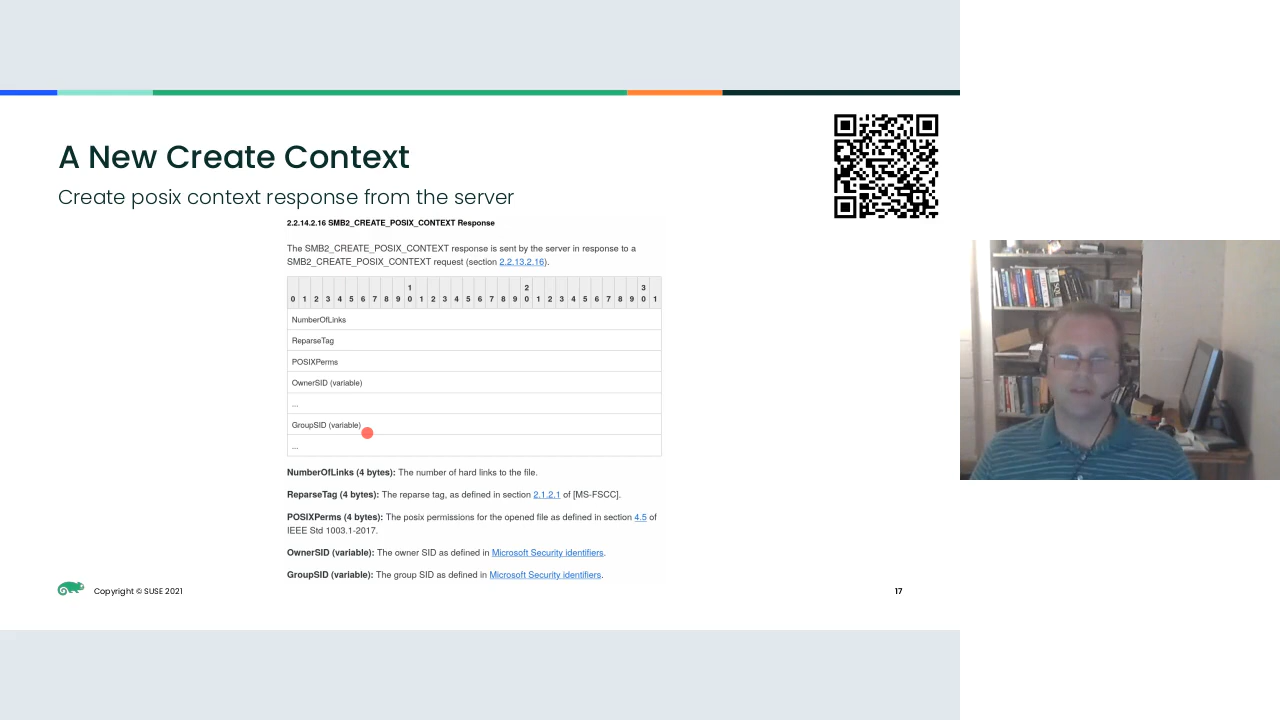 A New Create Context
Create posix context response from the server
2.2.14.2.16 SMB2_CREATE_POSIX_CONTEXT Response
The SMB2_CREATE_POSIX_CONTEXT response is sent by the server in response to a
SMB2_CREATE_POSIX_CONTEXT request (section 2.2.13.2.16).
1 2 3
0 1 2 3 4 5 6 7 8 9 0 1 2 3 4 5 6 7 8 9 0 1 2 3 4 5 6 7 8 9 0 1
NumberOfLinks
ReparseTag
POSIXPerms
OwnerSID (variable)
...
GroupSID (variable)
...
NumberOfLinks (4 bytes): The number of hard links to the file.
ReparseTag (4 bytes): The reparse tag, as defined in section 2.1.2.1 of [MS-FSCC].
POSIXPerms (4 bytes): The posix permissions for the opened file as defined in section 4.5 of
IEEE Std 1003.1-2017.
OwnerSID (variable): The owner SID as defined in Microsoft Security identifiers.
GroupSID (variable): The group SID as defined in Microsoft Security identifiers.
Copyright © SUSE 2021
17